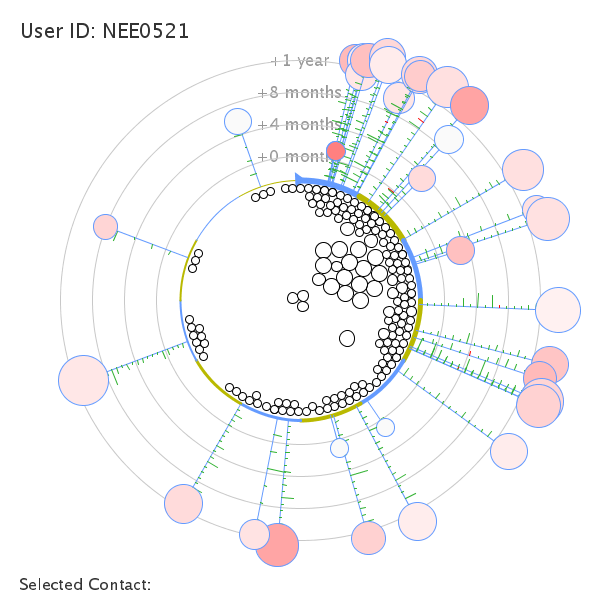 User ID: NEE0521
+1 year
+8 months
+4 months
+0 months
Selected Contact: